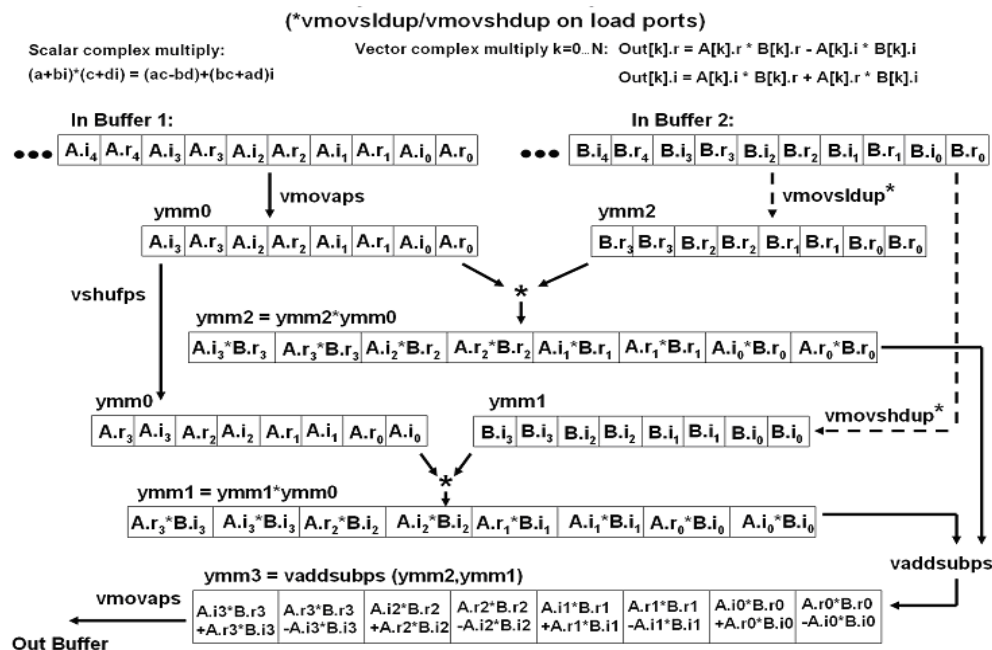 (*vmovsldup/vmovshdup on load ports)
Scalar complex multiply:
(a+bi)*(c+di) = (ac-bd)+(bc+ad)i
Vector complex multiply k=0...N: Out[k].r = A[k].r * B[k].r - A[k].i * B[k].i
Out[k].i = A[k].i * B[k].r + A[k].r * B[k].i
In Buffer 1:
In Buffer 2:
●●● A.i4 A.r4 A.i3 A.r3 A.i2 A.r2 A.i1 A.r1 A.i0 A.r0
●●● B.i4 B.r4 B.i3 B.r3 B.i2 B.r2 B.i1 B.r1 B.i0 B.r0
vmovaps
vmovsldup*
ymm0
ymm2
A.i3 A.r3 A.i2 A.r2 A.i1 A.r1 A.i0 A.r0
B.r3 B.r3 B.r2 B.r2 B.r1 B.r1 B.r0 B.r0
vshufps
*
ymm2 = ymm2*ymm0
A.i3*B.r3 A.r3*B.r3 A.i2*B.r2 A.r2*B.r2 A.i1*B.r1 A.r1*B.r1 A.i0*B.r0 A.r0*B.r0
ymm0
ymm1
A.r3 A.i3 A.r2 A.i2 A.r1 A.i1 A.r0 A.i0
B.i3 B.i3 B.i2 B.i2 B.i1 B.i1 B.i0 B.i0
vmovshdup*
*
ymm1 = ymm1*ymm0
A.r3*B.i3 A.i3*B.i3 A.r2*B.i2 A.i2*B.i2 A.r1*B.i1 A.i1*B.i1 A.r0*B.i0 A.i0*B.i0
vaddsubps
ymm3 = vaddsubps (ymm2,ymm1)
vmovaps
A.i3*B.r3 A.r3*B.r3 A.i2*B.r2 A.r2*B.r2 A.i1*B.r1 A.r1*B.r1 A.i0*B.r0 A.r0*B.r0
+A.r3*B.i3 -A.i3*B.i3 +A.r2*B.i2 -A.i2*B.i2 +A.r1*B.i1 -A.i1*B.i1 +A.r0*B.i0 -A.i0*B.i0
Out Buffer